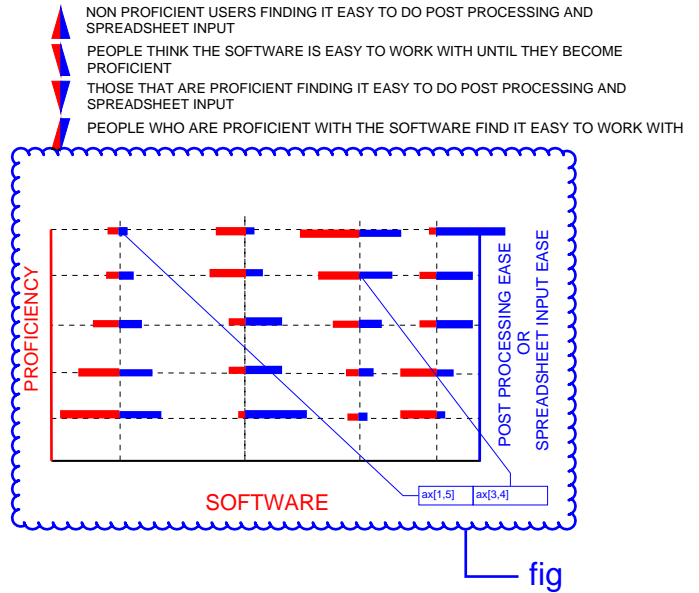 NON PROFICIENT USERS FINDING IT EASY TO DO POST PROCESSING AND
SPREADSHEET INPUT
PEOPLE THINK THE SOFTWARE IS EASY TO WORK WITH UNTIL THEY BECOME
PROFICIENT
THOSE THAT ARE PROFICIENT FINDING IT EASY TO DO POST PROCESSING AND
SPREADSHEET INPUT
PEOPLE WHO ARE PROFICIENT WITH THE SOFTWARE FIND IT EASY TO WORK WITH
PROFICIENCY
POST PROCESSING EASE
OR
SPREADSHEET INPUT EASE
SOFTWARE
ax[1,5]
ax[3,4]
fig